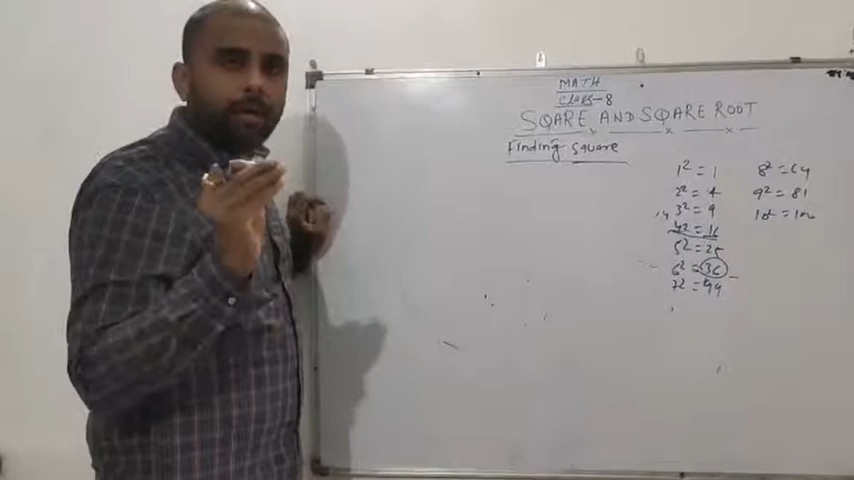 MATH
Class-8
SQARE AND SQARE ROOT
Finding square
1² = 1
2² = 4
3² = 9
4² = 16
5² = 25
6² = 36
7² = 49
8² = 64
9² = 81
10² = 100